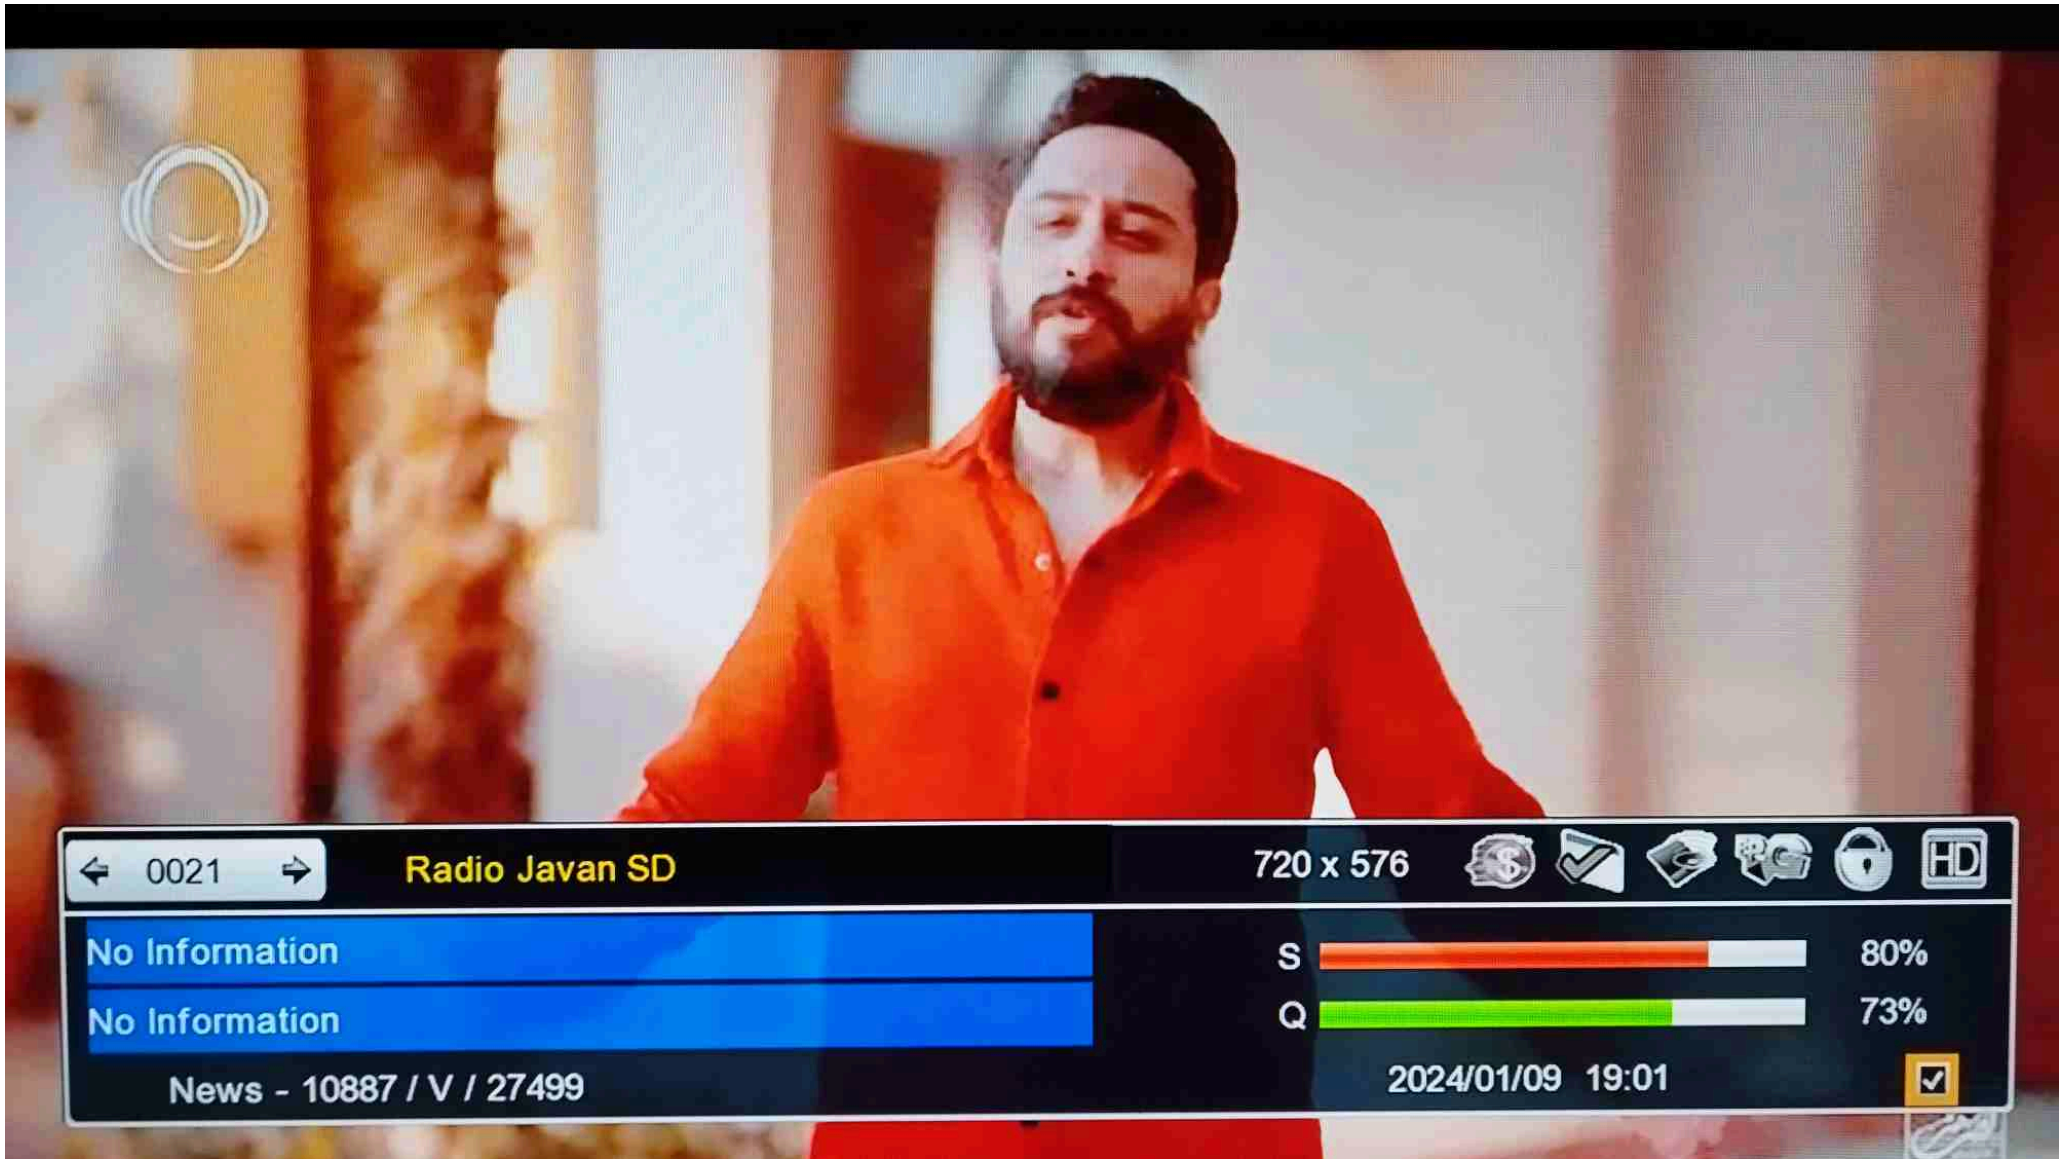 0021
Radio Javan SD
720 x 576
HD
No Information
S 80%
No Information
Q 73%
News - 10887 / V / 27499
2024/01/09 19:01